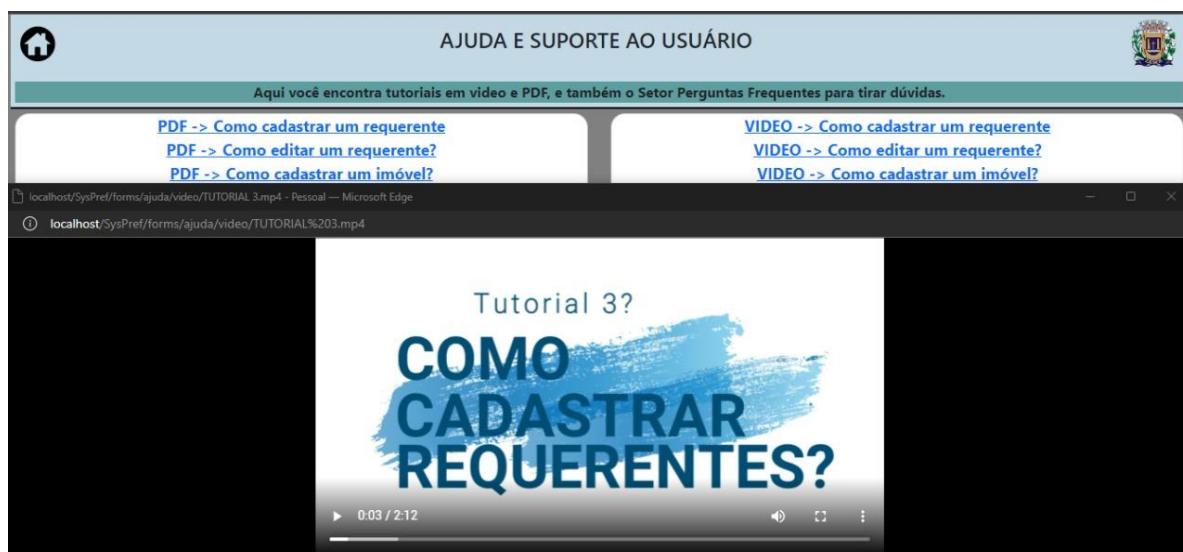 AJUDA E SUPORTE AO USUÁRIO
Aqui você encontra tutoriais em video e PDF, e também o Setor Perguntas Frequentes para tirar dúvidas.
PDF -> Como cadastrar um requerente
PDF -> Como editar um requerente?
PDF -> Como cadastrar um imóvel?
VIDEO -> Como cadastrar um requerente
VIDEO -> Como editar um requerente?
VIDEO -> Como cadastrar um imóvel?
localhost/SysPref/forms/ajuda/video/TUTORIAL 3.mp4 - Pessoal — Microsoft Edge
localhost/SysPref/forms/ajuda/video/TUTORIAL%203.mp4
Tutorial 3?
COMO
CADASTRAR
REQUERENTES?
0:03 / 2:12